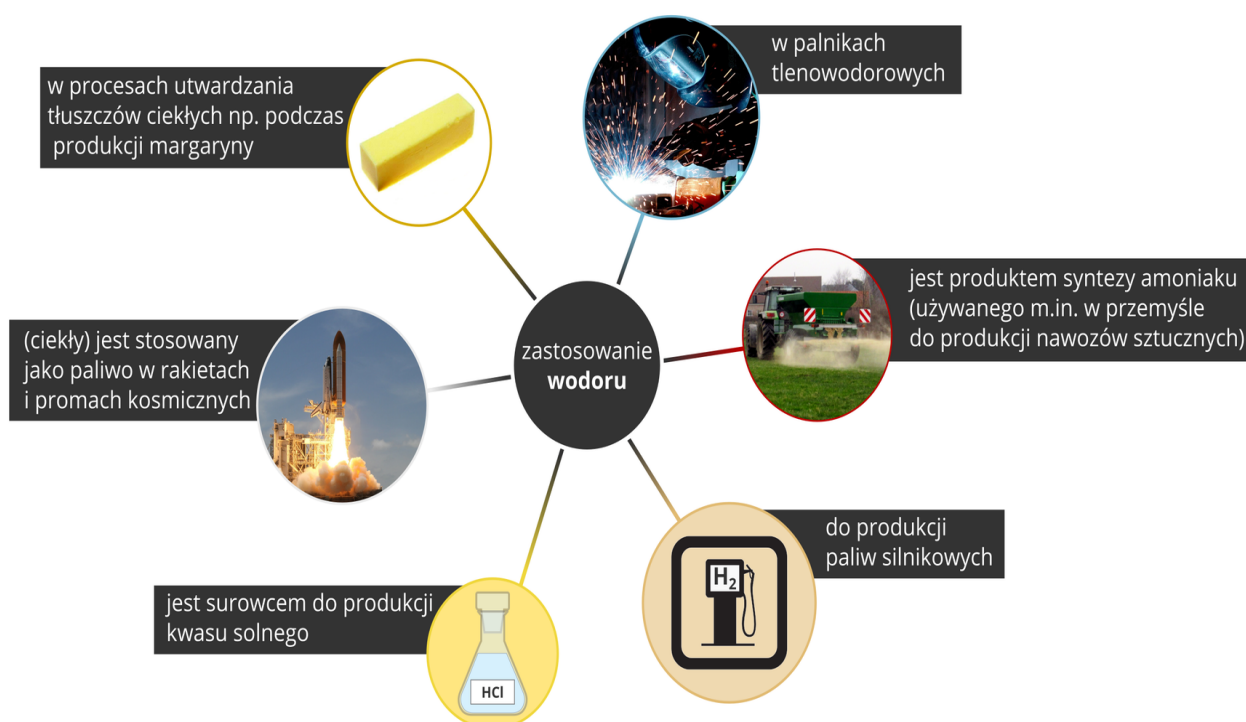 w procesach utwardzania
tłuszczów ciekłych np. podczas
produkcji margaryny
w palnikach
tlenowodorowych
jest produktem syntezy amoniaku
(używanego m.in. w przemyśle
do produkcji nawozów sztucznych)
(ciekły) jest stosowany
jako paliwo w rakietach
i promach kosmicznych
zastosowanie
wodoru
do produkcji
paliw silnikowych
H₂
jest surowcem do produkcji
kwasu solnego
HCl